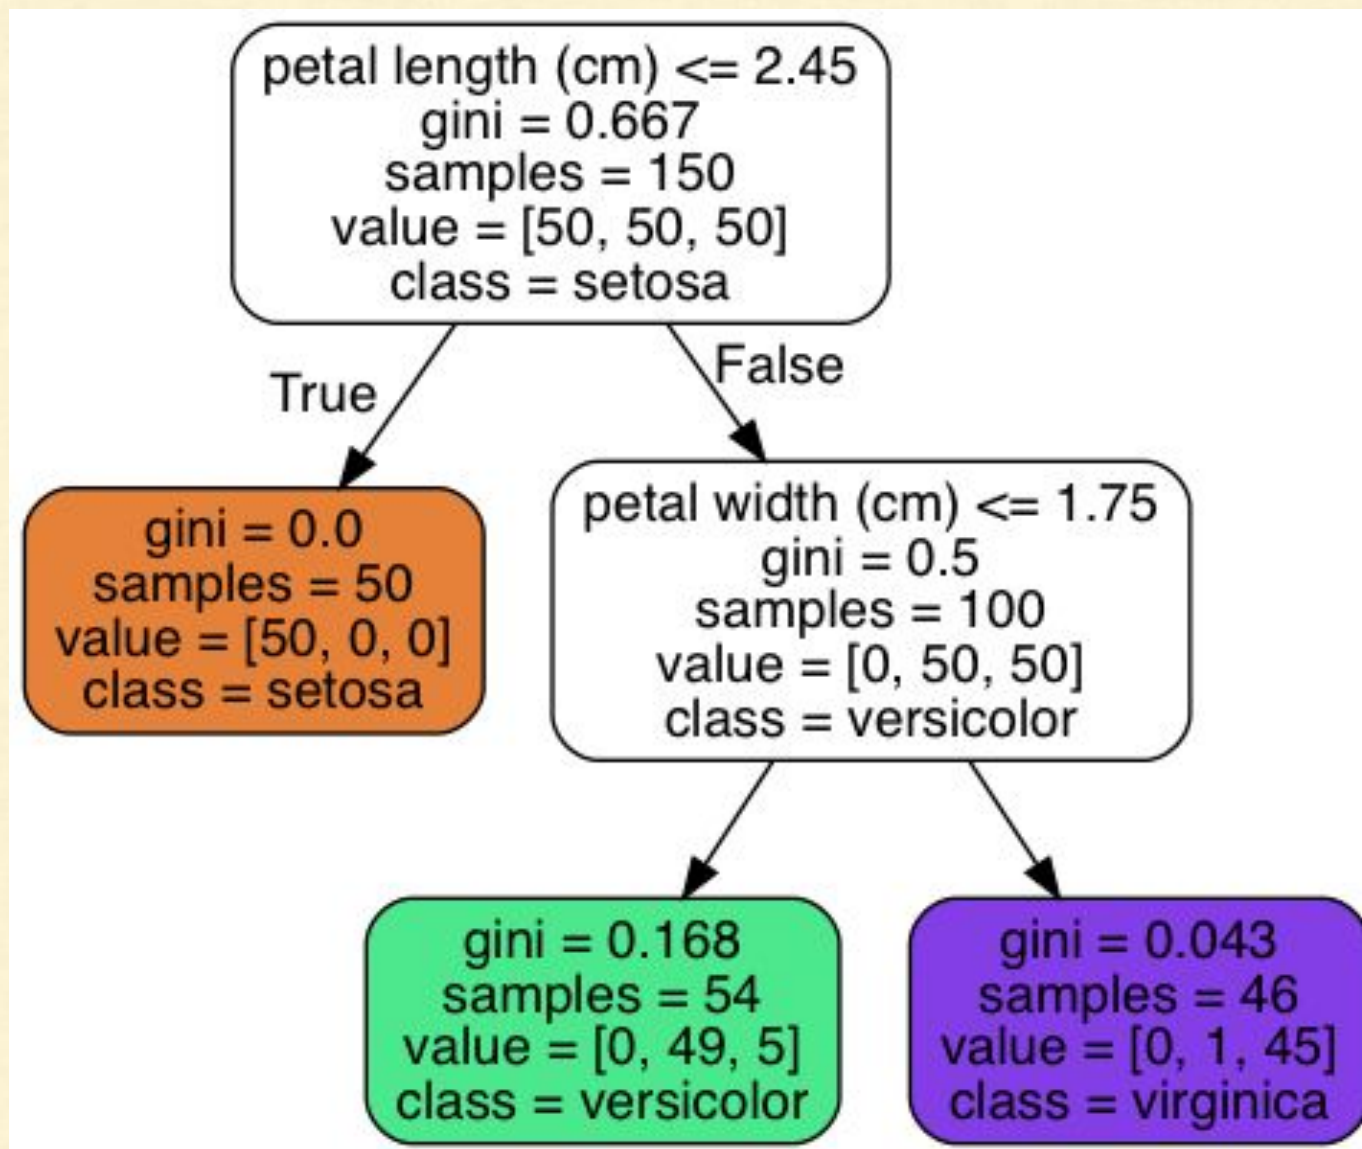 petal length (cm) <= 2.45
gini = 0.667
samples = 150
value = [50, 50, 50]
class = setosa
True
False
gini = 0.0
samples = 50
value = [50, 0, 0]
class = setosa
petal width (cm) <= 1.75
gini = 0.5
samples = 100
value = [0, 50, 50]
class = versicolor
gini = 0.168
samples = 54
value = [0, 49, 5]
class = versicolor
gini = 0.043
samples = 46
value = [0, 1, 45]
class = virginica